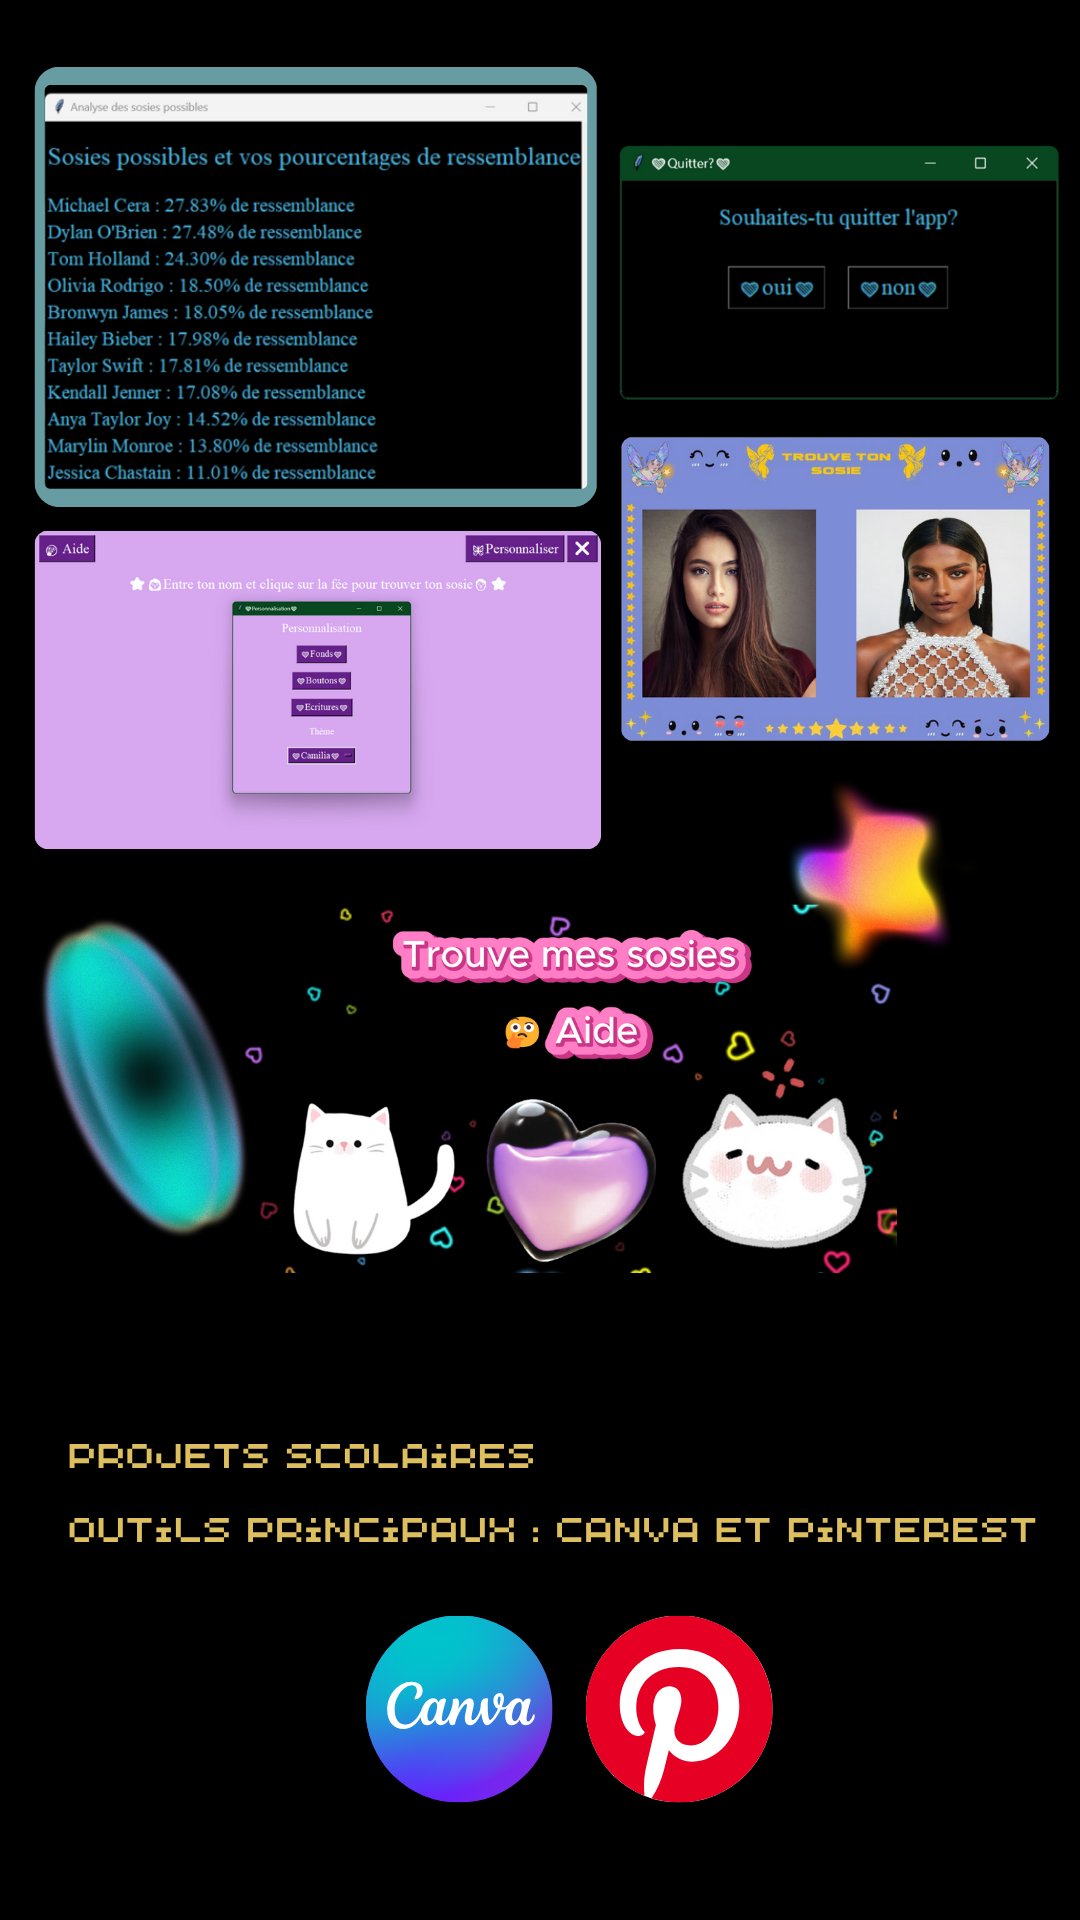 Analyse des sosies possibles
Sosies possibles et vos pourcentages de ressemblance
Michael Cera : 27.83% de ressemblance
Dylan O'Brien : 27.48% de ressemblance
Tom Holland : 24.30% de ressemblance
Olivia Rodrigo : 18.50% de ressemblance
Bronwyn James : 18.05% de ressemblance
Hailey Bieber : 17.98% de ressemblance
Taylor Swift : 17.81% de ressemblance
Kendall Jenner : 17.08% de ressemblance
Anya Taylor Joy : 14.52% de ressemblance
Marylin Monroe : 13.80% de ressemblance
Jessica Chastain : 11.01% de ressemblance
Quitter?
Souhaites-tu quitter l'app?
oui non
TROUVE TON
SOSIE
Aide
Personnaliser
Entre ton nom et clique sur la fée pour trouver ton sosie
Personnalisation
Personnalisation
Fonds
Boutons
Ecritures
Thème
Camilia
Trouve mes sosies
Aide
PROJETS SCOLAIRES
OUTILS PRINCIPAUX : CANVA ET PINTEREST
Canva